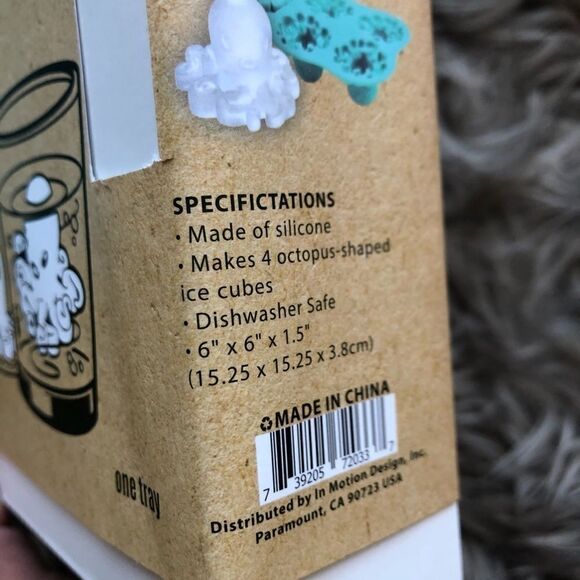 SPECIFICTATIONS
• Made of silicone
• Makes 4 octopus-shaped
ice cubes
• Dishwasher Safe
• 6" x 6" x 1.5"
(15.25 x 15.25 x 3.8cm)
♻MADE IN CHINA
7 39205 72033 7
Distributed by In Motion Design, Inc.
Paramount, CA 90723 USA
one tray